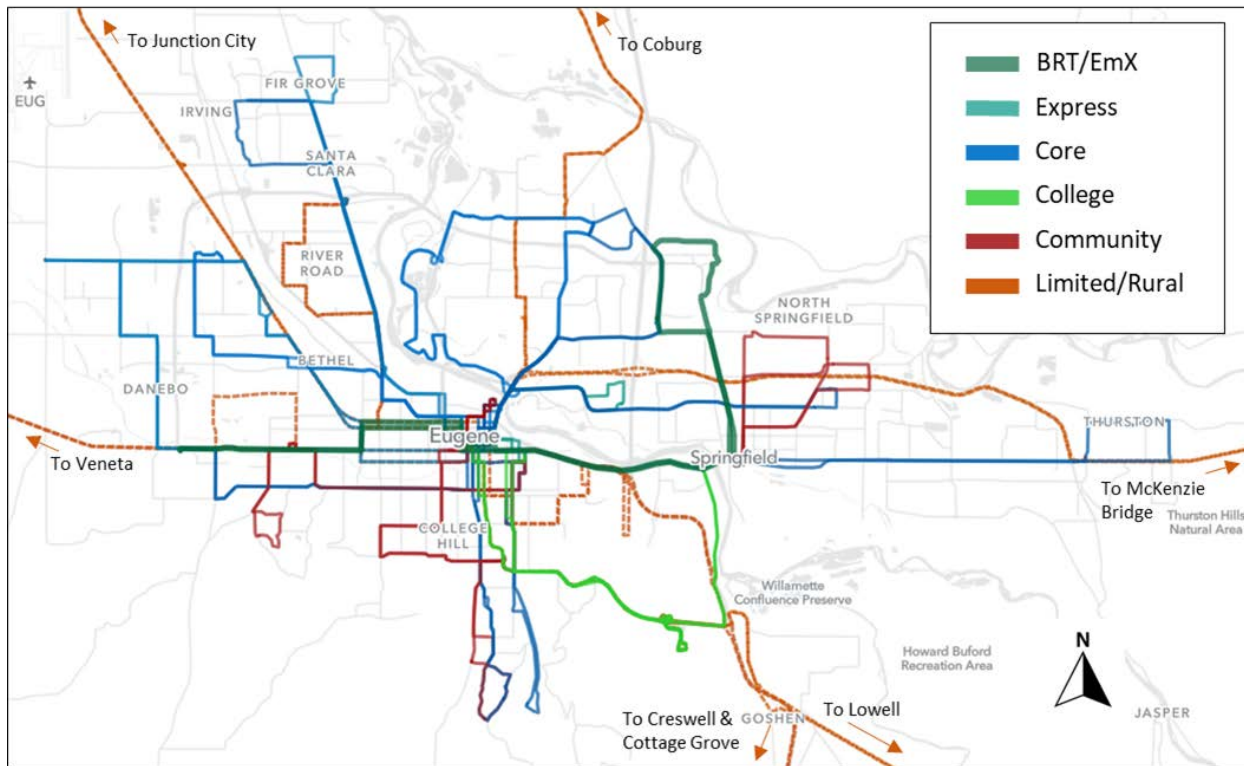 To Junction City
To Coburg
EUG
FIR GROVE
IRVING
SANTA
CLARA
RIVER
ROAD
BETHEL
DANEBO
NORTH
SPRINGFIELD
Eugene
Springfield
THURSTON
To Veneta
To McKenzie
Bridge
Thurston Hills
Natural Area
COLLEGE
HILL
Willamette
Confluence Preserve
Howard Buford
Recreation Area
To Creswell &
Cottage Grove
GOSHEN
To Lowell
JASPER
N
BRT/EmX
Express
Core
College
Community
Limited/Rural